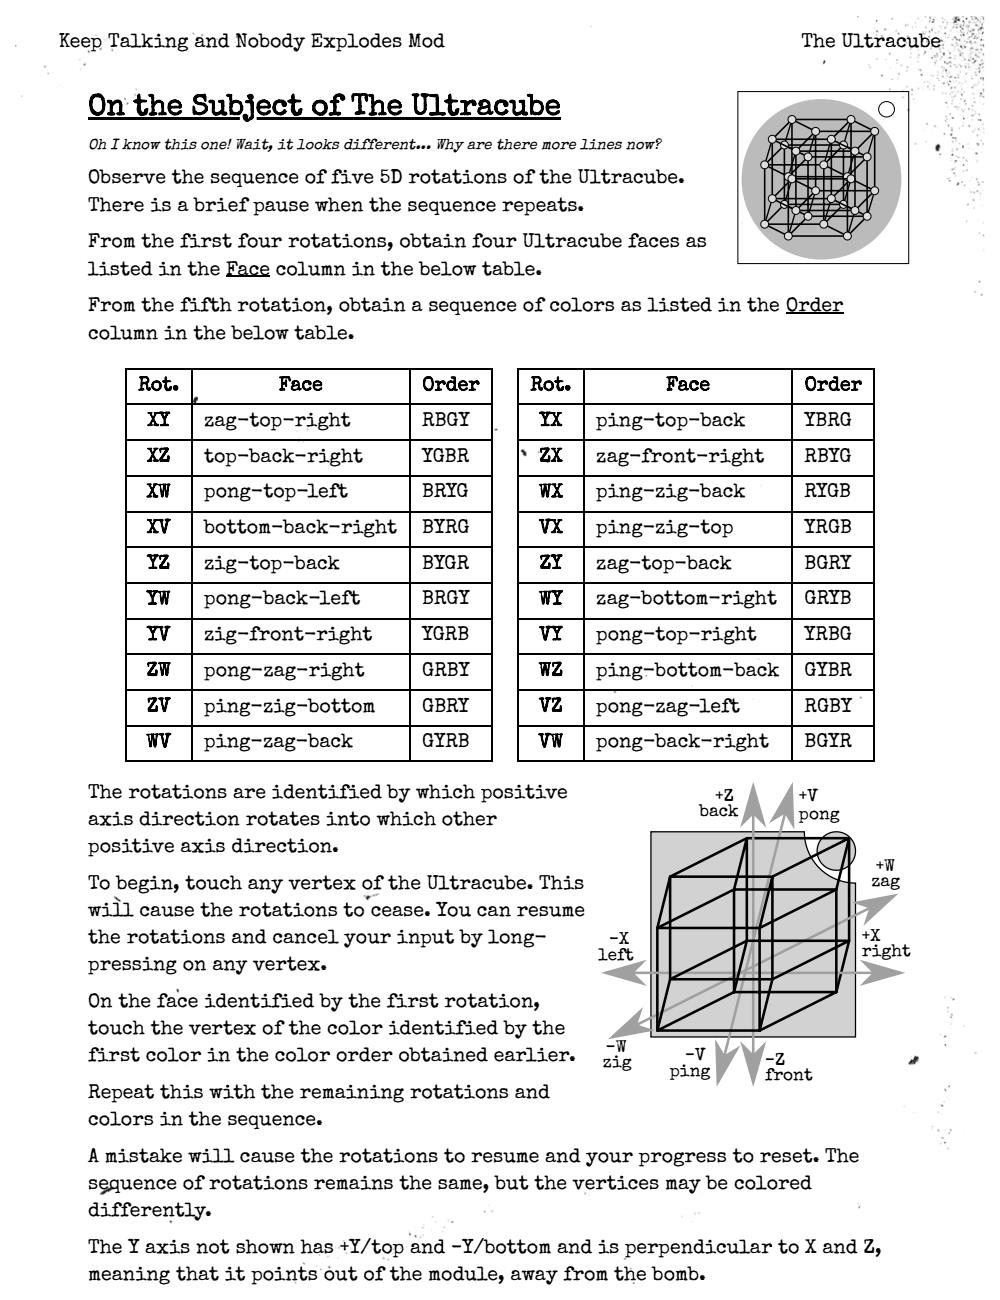 Keep Talking and Nobody Explodes Mod
The Ultracube
On the Subject of The Ultracube
Oh I know this one! Wait, it looks different... Why are there more lines now?
Observe the sequence of five 5D rotations of the Ultracube.
There is a brief pause when the sequence repeats.
From the first four rotations, obtain four Ultracube faces as
listed in the Face column in the below table.
From the fifth rotation, obtain a sequence of colors as listed in the Order
column in the below table.
Rot. Face Order
XY zag-top-right RBGY
XZ top-back-right YGBR
XW pong-top-left BRYG
XV bottom-back-right BYRG
YZ zig-top-back BYGR
YW pong-back-left BRGY
YV zig-front-right YGRB
ZW pong-zag-right GRBY
ZV ping-zig-bottom GBRY
WV ping-zag-back GYRB
Rot. Face Order
YX ping-top-back YBRG
ZX zag-front-right RBYG
WX ping-zig-back RYGB
VX ping-zig-top YRGB
ZY zag-top-back BGRY
WY zag-bottom-right GRYB
VY pong-top-right YRBG
WZ ping-bottom-back GYBR
VZ pong-zag-left RGBY
VW pong-back-right BGYR
The rotations are identified by which positive
axis direction rotates into which other
positive axis direction.
To begin, touch any vertex of the Ultracube. This
will cause the rotations to cease. You can resume
the rotations and cancel your input by long-
pressing on any vertex.
On the face identified by the first rotation,
touch the vertex of the color identified by the
first color in the color order obtained earlier.
Repeat this with the remaining rotations and
colors in the sequence.
+Z
back
+V
pong
+W
zag
-X
left
+X
right
-W
zig
-V
ping
-Z
front
A mistake will cause the rotations to resume and your progress to reset. The
sequence of rotations remains the same, but the vertices may be colored
differently.
The Y axis not shown has +Y/top and -Y/bottom and is perpendicular to X and Z,
meaning that it points out of the module, away from the bomb.